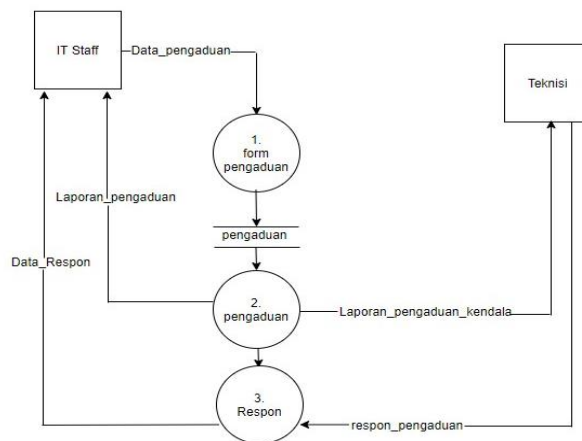 IT Staff
Data_pengaduan
Teknisi
1.
form
pengaduan
Laporan_pengaduan
pengaduan
Data_Respon
2.
pengaduan
Laporan_pengaduan_kendala
3.
Respon
respon_pengaduan